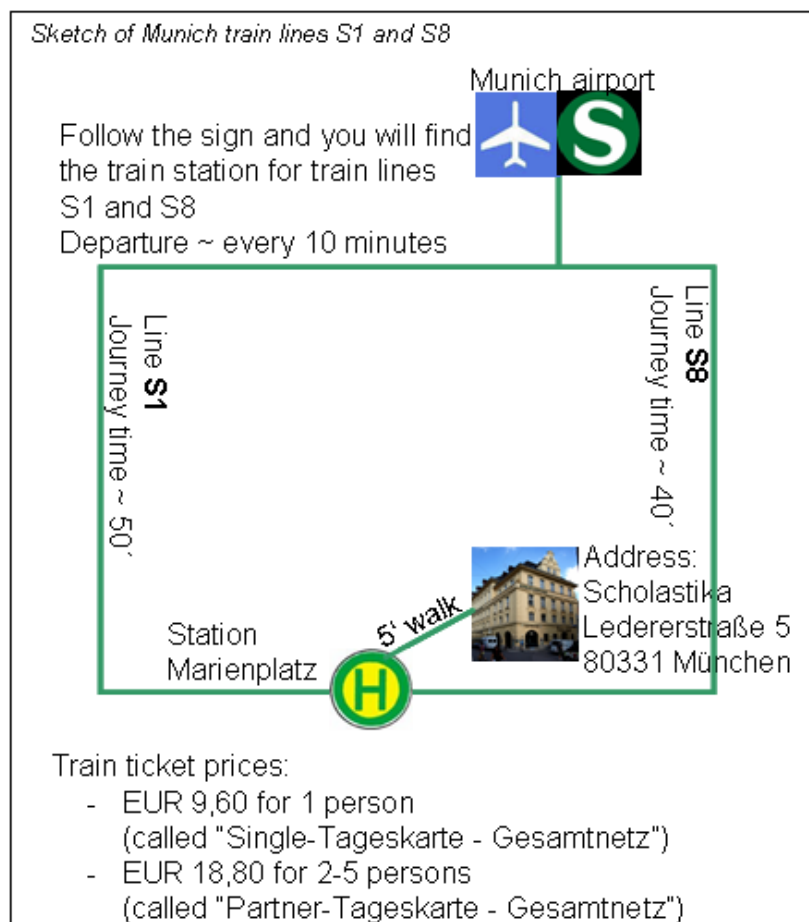 Sketch of Munich train lines S1 and S8
Munich airport
S
Follow the sign and you will find
the train station for train lines
S1 and S8
Departure ~ every 10 minutes
Line S1
Journey time ~ 50´
Line S8
Journey time ~ 40´
5‘ walk
Address:
Scholastika
Ledererstraße 5
80331 München
Station
Marienplatz
H
Train ticket prices:
- EUR 9,60 for 1 person
(called "Single-Tageskarte - Gesamtnetz")
- EUR 18,80 for 2-5 persons
(called "Partner-Tageskarte - Gesamtnetz")